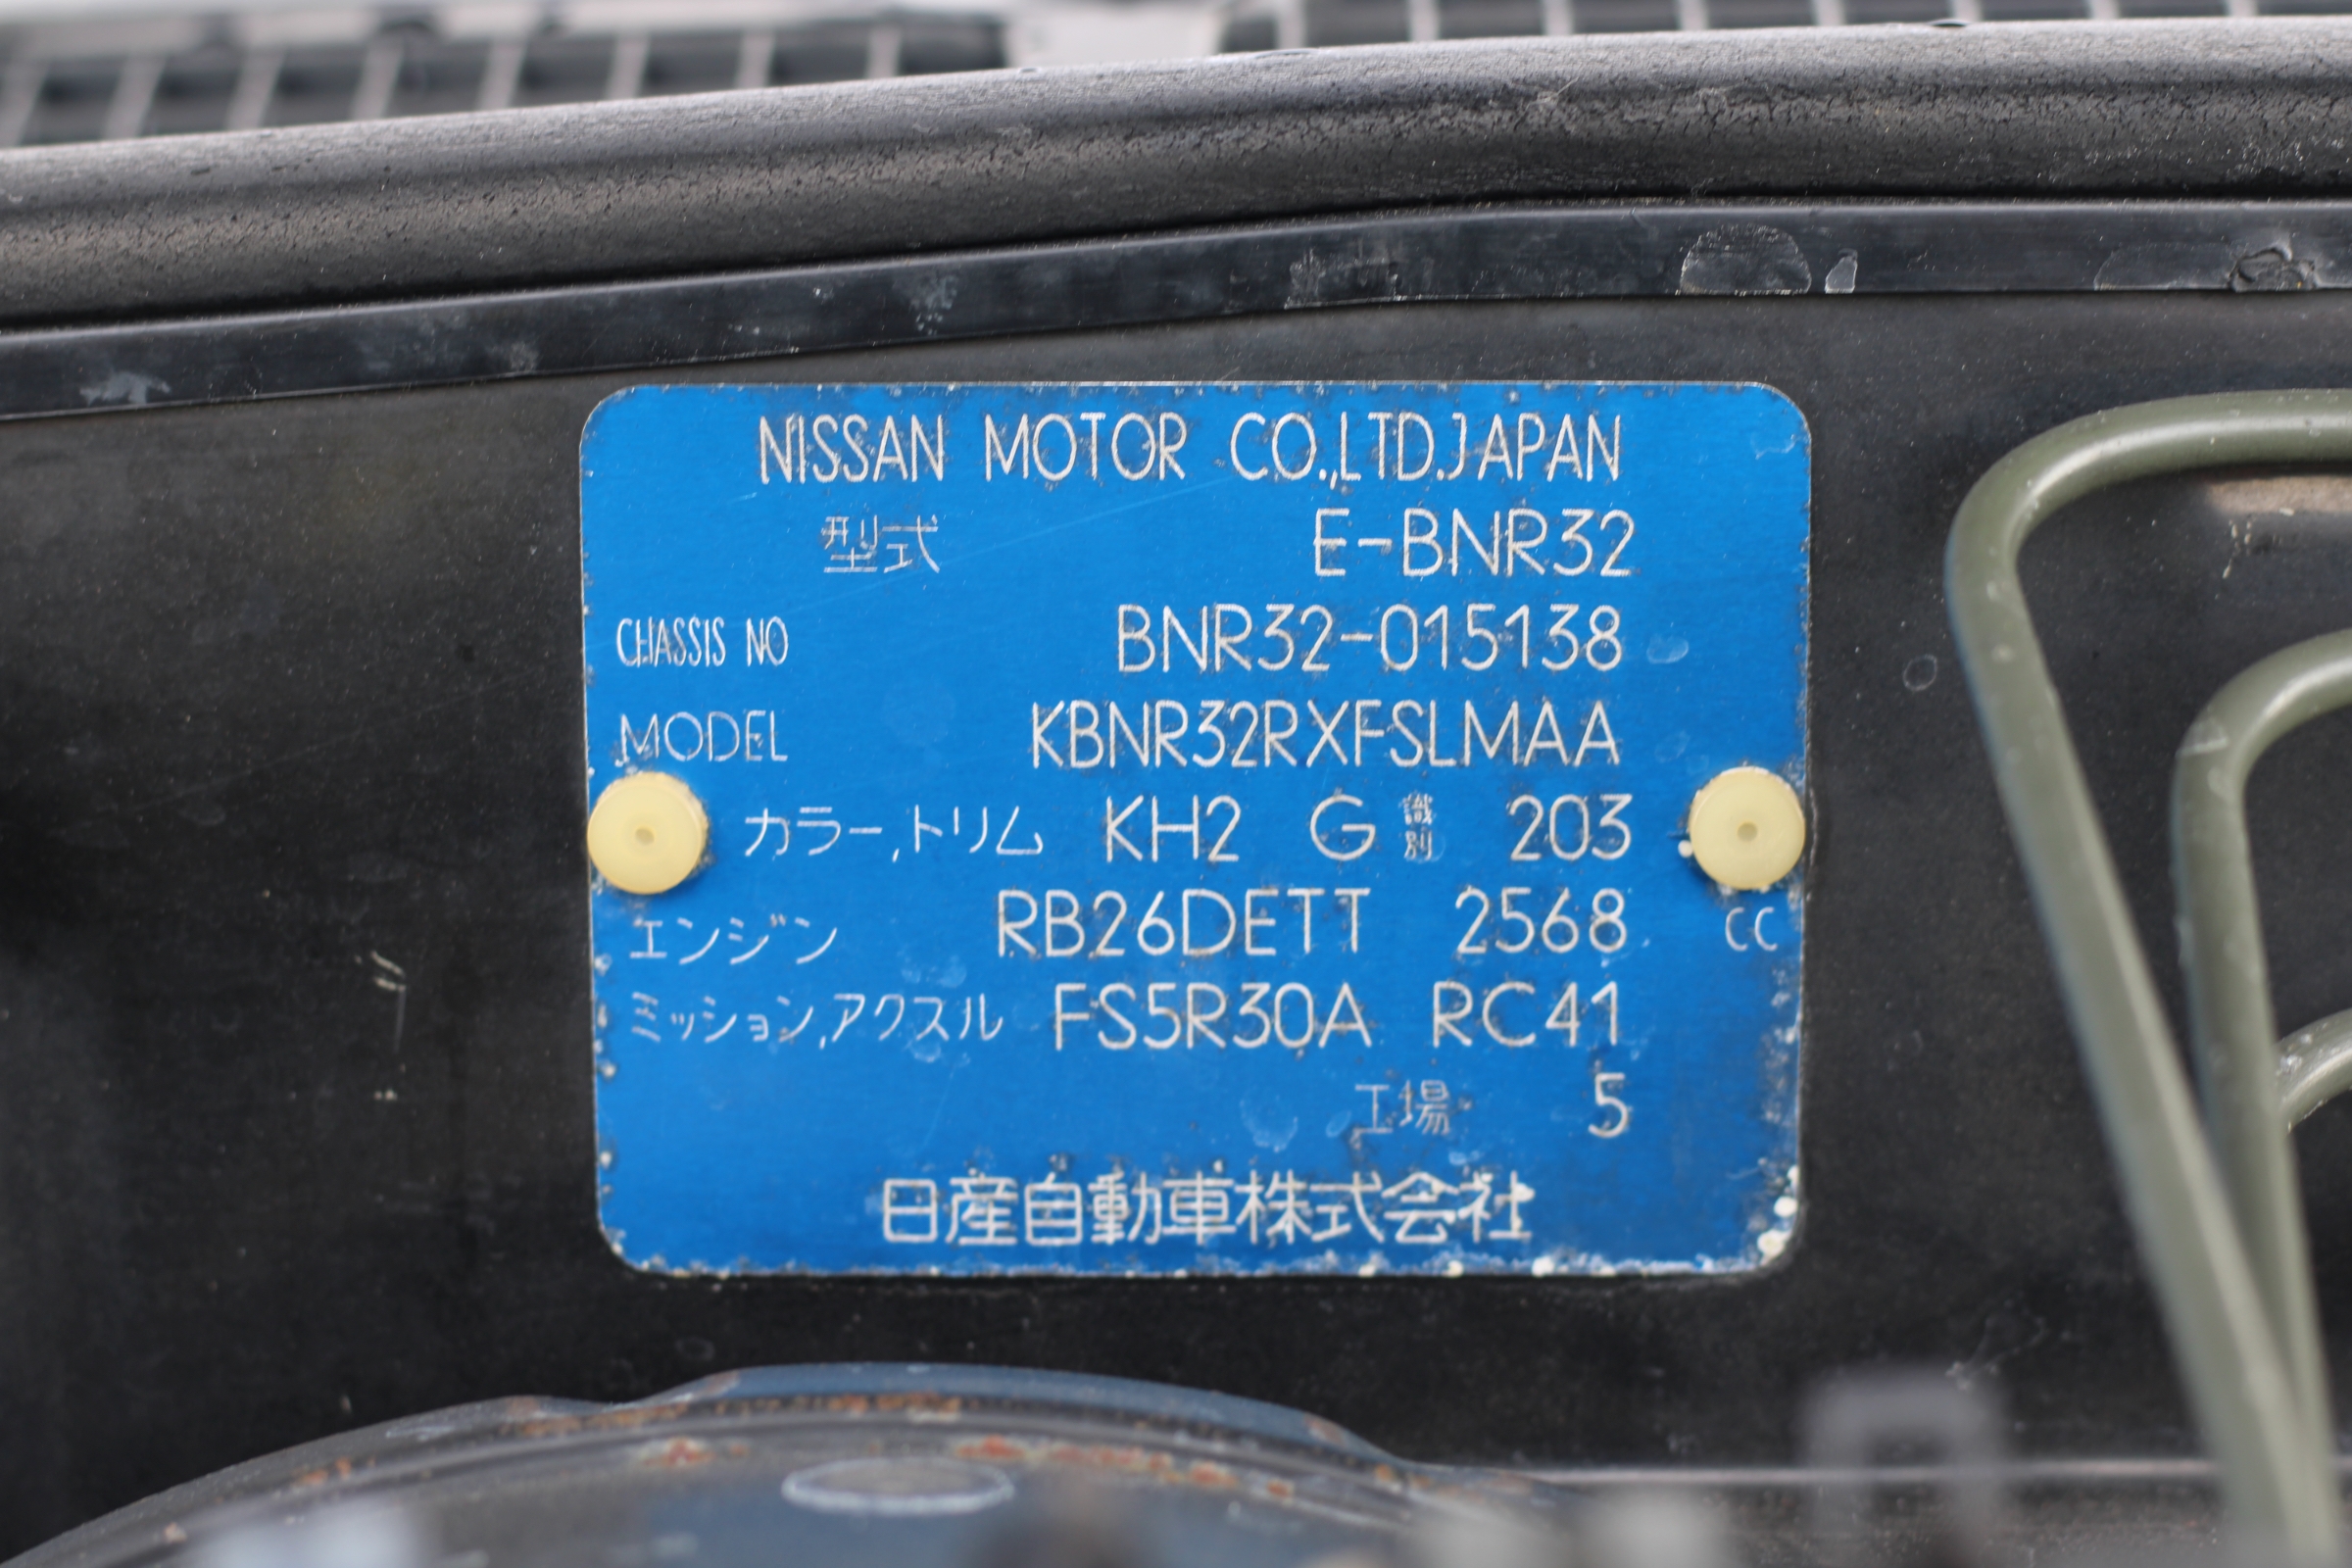 NISSAN MOTOR CO.,LTD.JAPAN
型式 E-BNR32
CHASSIS NO BNR32-015138
MODEL KBNR32RXFSLMAA
カラー,トリム KH2 G 識別 203
エンジン RB26DETT 2568 CC
ミッション,アクスル FS5R30A RC41
工場 5
日産自動車株式会社